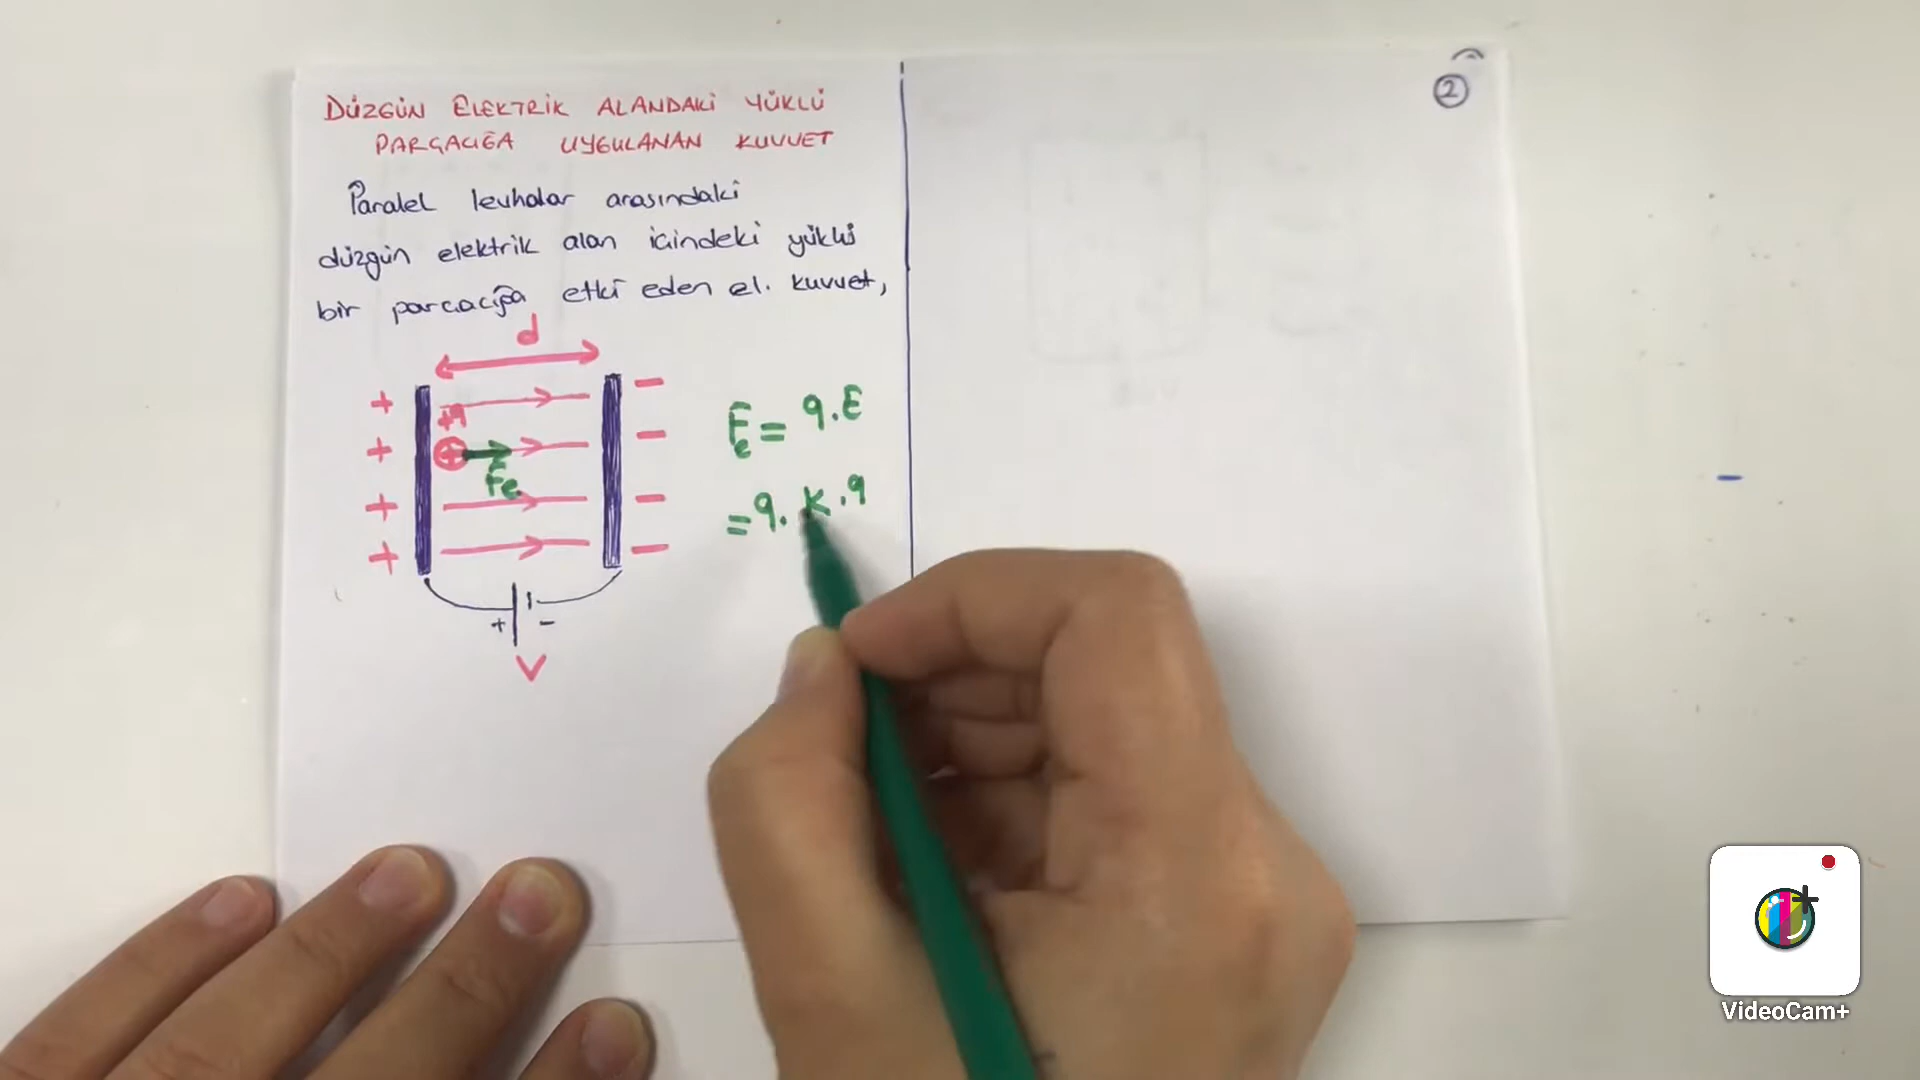 DÜZGÜN ELEKTRİK ALANDAKİ YÜKLÜ
PARÇACIĞA UYGULANAN KUVVET
Paralel levhalar arasındaki
düzgün elektrik alan içindeki yüklü
bir parçacığa etki eden el. kuvvet,
d
+ −
+q
+ −
+
Fe
+ −
+ −
+ −
V
Fe = q.E
= q. k.q
2
VideoCam+